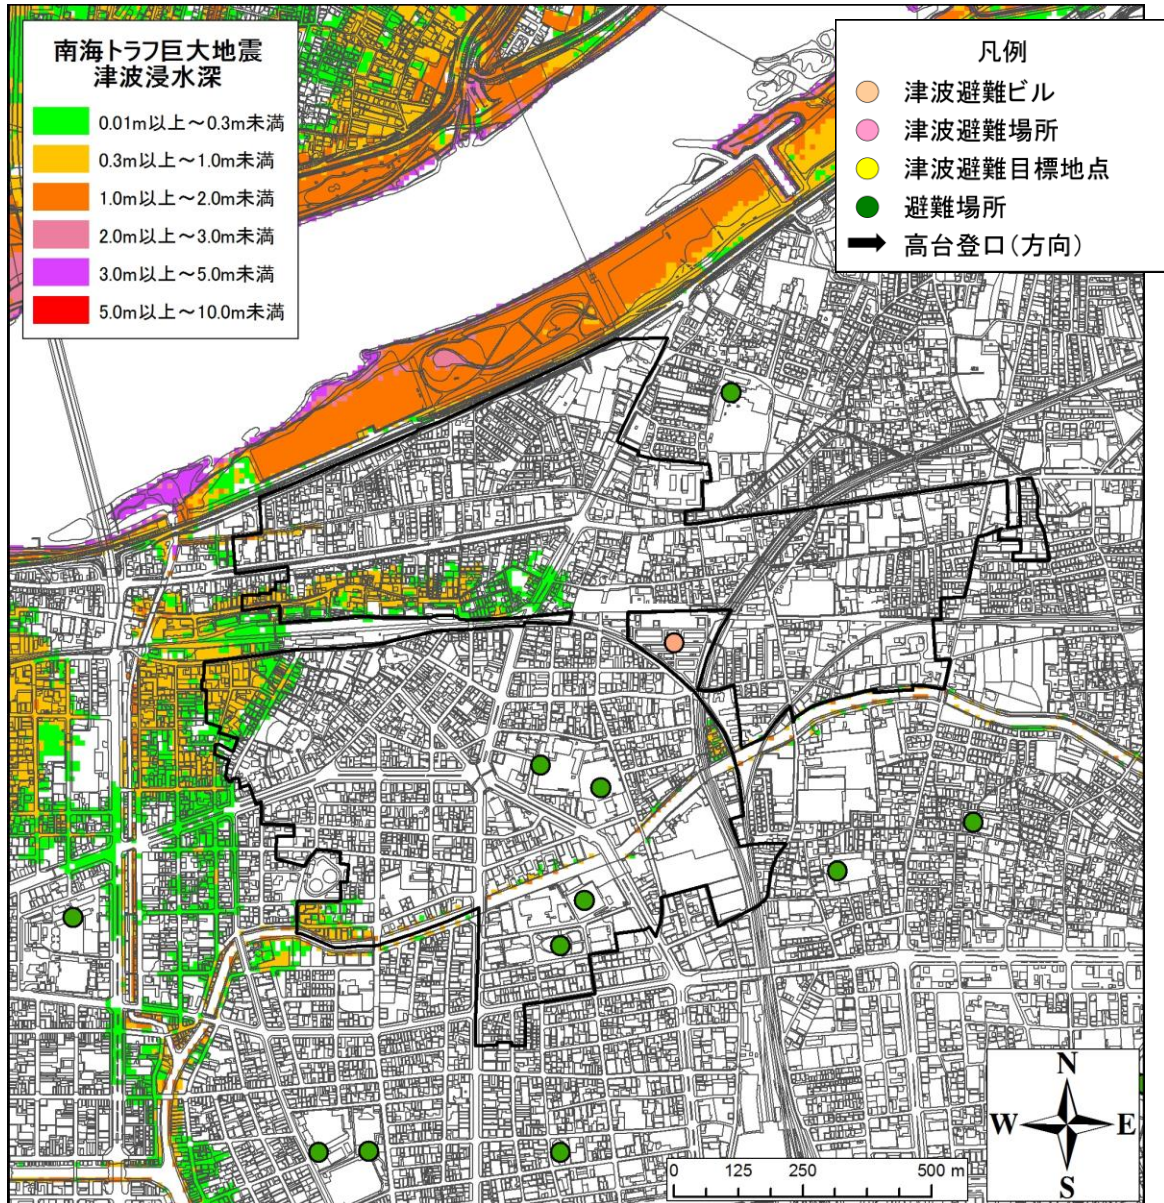 南海トラフ巨大地震
津波浸水深
0.01m以上～0.3m未満
0.3m以上～1.0m未満
1.0m以上～2.0m未満
2.0m以上～3.0m未満
3.0m以上～5.0m未満
5.0m以上～10.0m未満
凡例
津波避難ビル
津波避難場所
津波避難目標地点
避難場所
高台登口（方向）
N
W E
S
0 125 250 500 m